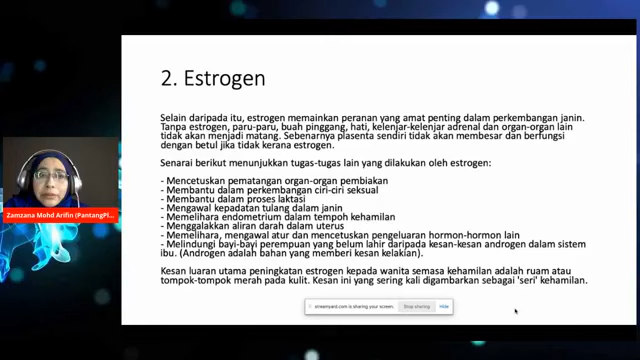 2. Estrogen
Selain daripada itu, estrogen memainkan peranan yang amat penting dalam perkembangan janin.
Tanpa estrogen, paru-paru, buah pinggang, hati, kelenjar-kelenjar adrenal dan organ-organ lain
tidak akan menjadi matang. Sebenarnya plasenta sendiri tidak akan membesar dan berfungsi
dengan betul jika tidak kerana estrogen.
Senarai berikut menunjukkan tugas-tugas lain yang dilakukan oleh estrogen:
- Mencetuskan pematangan organ-organ pembiakan
- Membantu dalam perkembangan ciri-ciri seksual
- Membantu dalam proses laktasi
- Mengawal kepadatan tulang dalam janin
- Memelihara endometrium dalam tempoh kehamilan
- Menggalakkan aliran darah dalam uterus
- Memelihara, mengawal atur dan mencetuskan pengeluaran hormon-hormon lain
- Melindungi bayi-bayi perempuan yang belum lahir daripada kesan-kesan androgen dalam sistem
ibu. (Androgen adalah bahan yang memberi kesan kelakian).
Kesan luaran utama peningkatan estrogen kepada wanita semasa kehamilan adalah ruam atau
tompok-tompok merah pada kulit. Kesan ini yang sering kali digambarkan sebagai 'seri' kehamilan.
Zamzana Mohd Arifin (PantangPl...
streamyard.com is sharing your screen. Stop sharing Hide